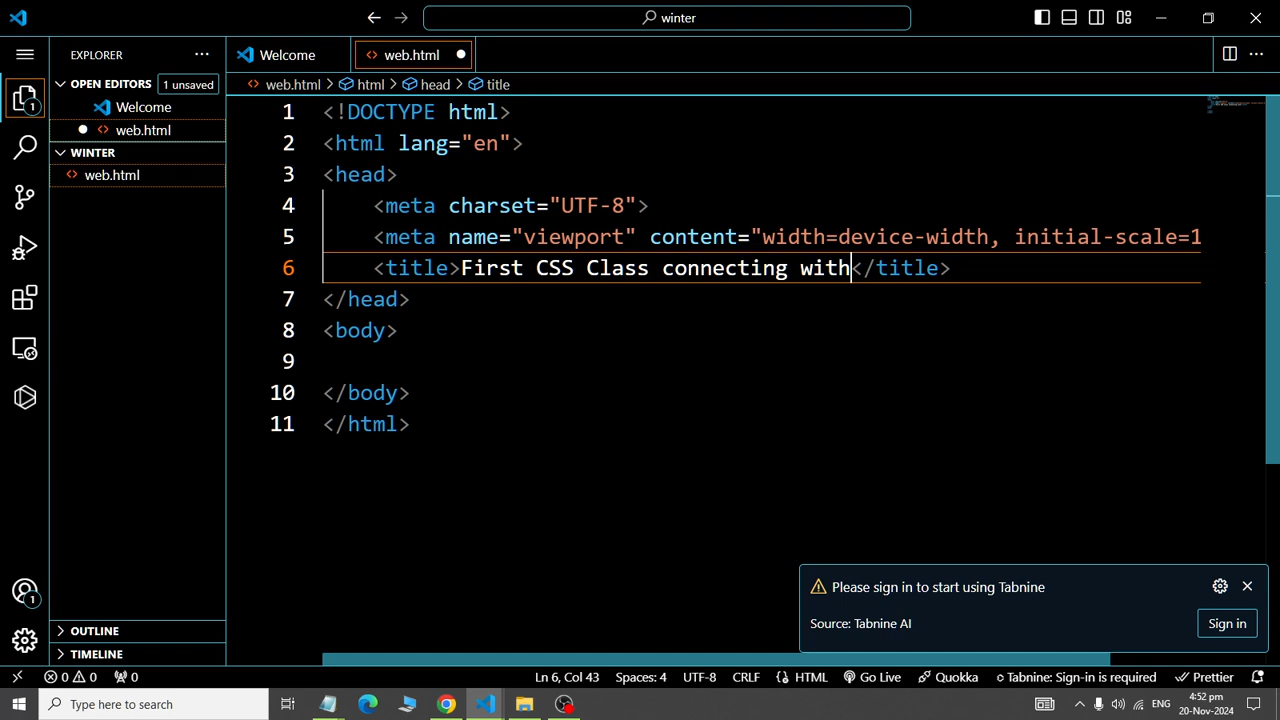 winter
EXPLORER
OPEN EDITORS 1 unsaved
Welcome
web.html
WINTER
web.html
OUTLINE
TIMELINE
Welcome
web.html
web.html html head title
1 <!DOCTYPE html>
2 <html lang="en">
3 <head>
4 <meta charset="UTF-8">
5 <meta name="viewport" content="width=device-width, initial-scale=1
6 <title>First CSS Class connecting with</title>
7 </head>
8 <body>
9
10 </body>
11 </html>
Please sign in to start using Tabnine
Source: Tabnine AI Sign in
1
1
0 0 0 Ln 6, Col 43 Spaces: 4 UTF-8 CRLF HTML Go Live Quokka Tabnine: Sign-in is required Prettier
Type here to search
ENG
4:52 pm
20-Nov-2024